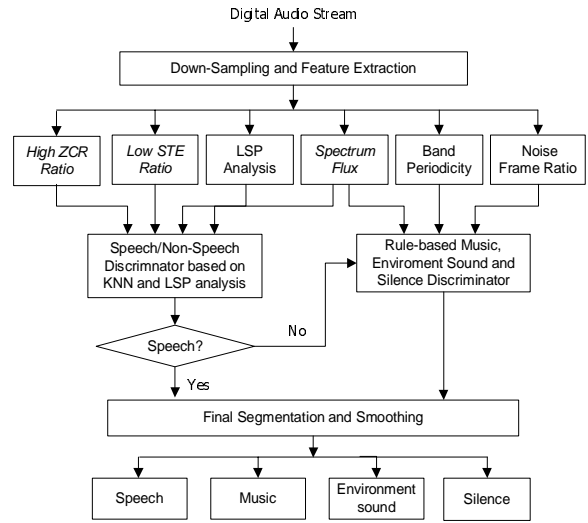 Digital Audio Stream
Down-Sampling and Feature Extraction
High ZCR
Ratio
Low STE
Ratio
LSP
Analysis
Spectrum
Flux
Band
Periodicity
Noise
Frame Ratio
Speech/Non-Speech
Discrimnator based on
KNN and LSP analysis
Rule-based Music,
Enviroment Sound and
Silence Discriminator
No
Speech?
Yes
Final Segmentation and Smoothing
Speech
Music
Environment
sound
Silence